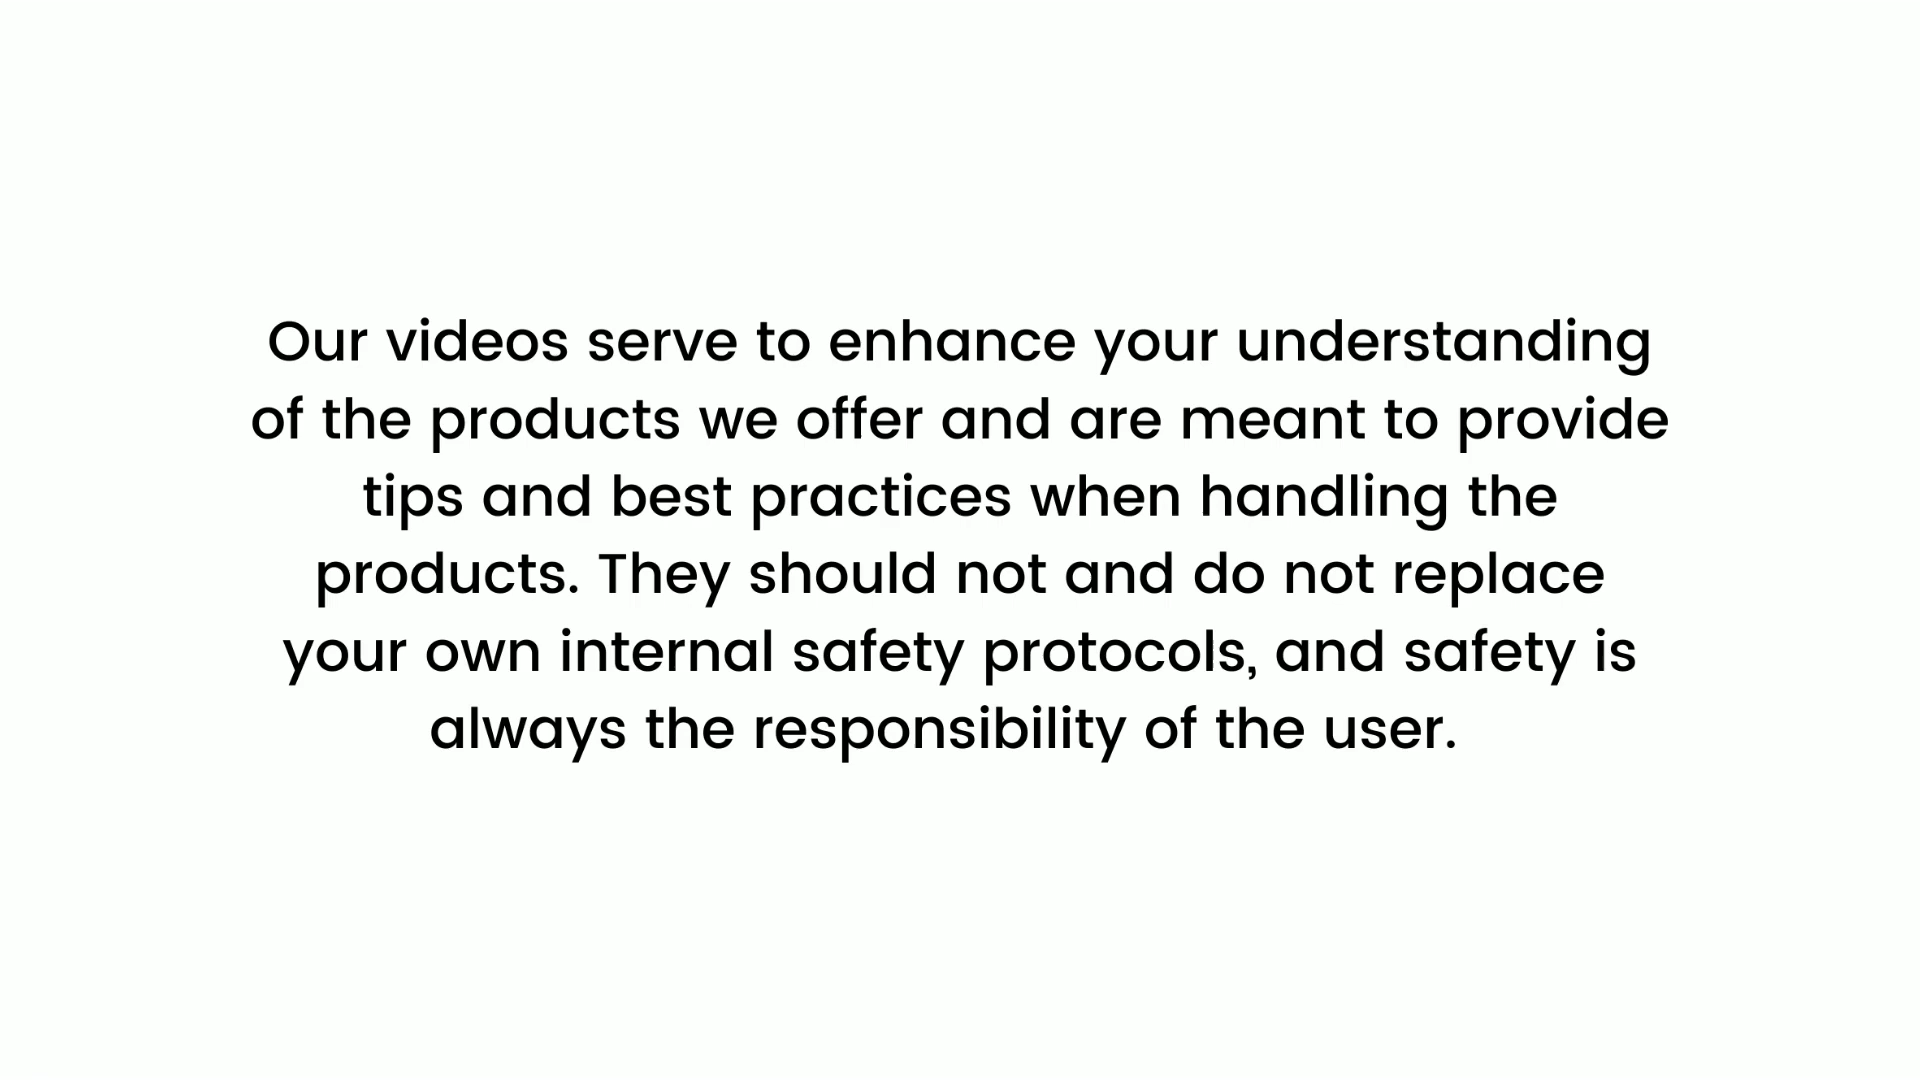 Our videos serve to enhance your understanding
of the products we offer and are meant to provide
tips and best practices when handling the
products. They should not and do not replace
your own internal safety protocols, and safety is
always the responsibility of the user.